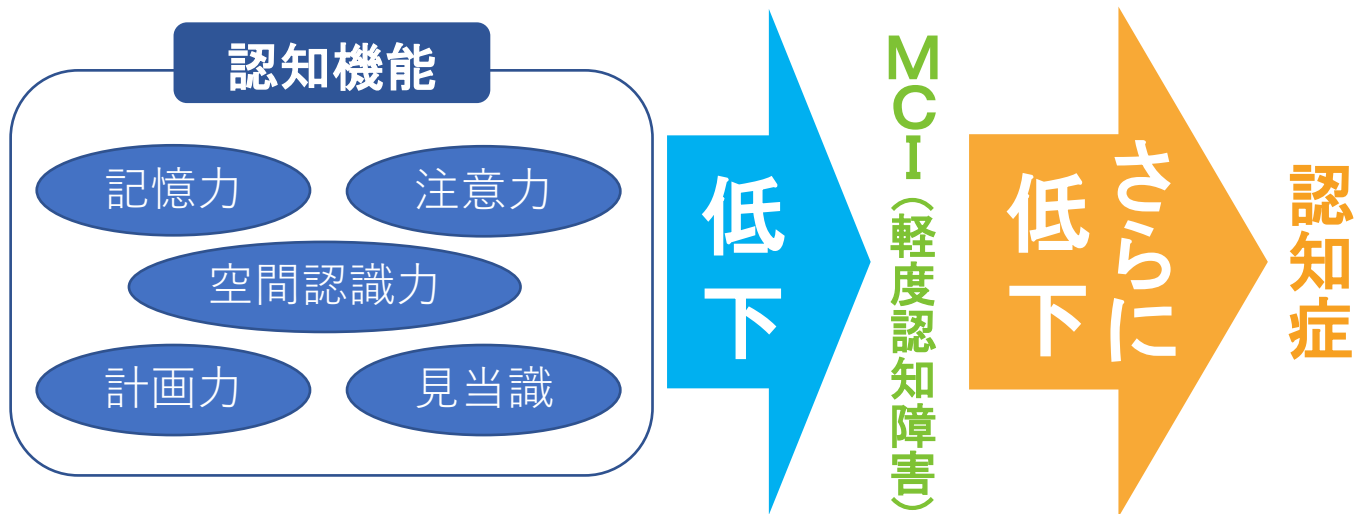 認知機能
記憶力
注意力
空間認識力
計画力
見当識
低下
ＭＣＩ（軽度認知障害）
さらに
低下
認知症